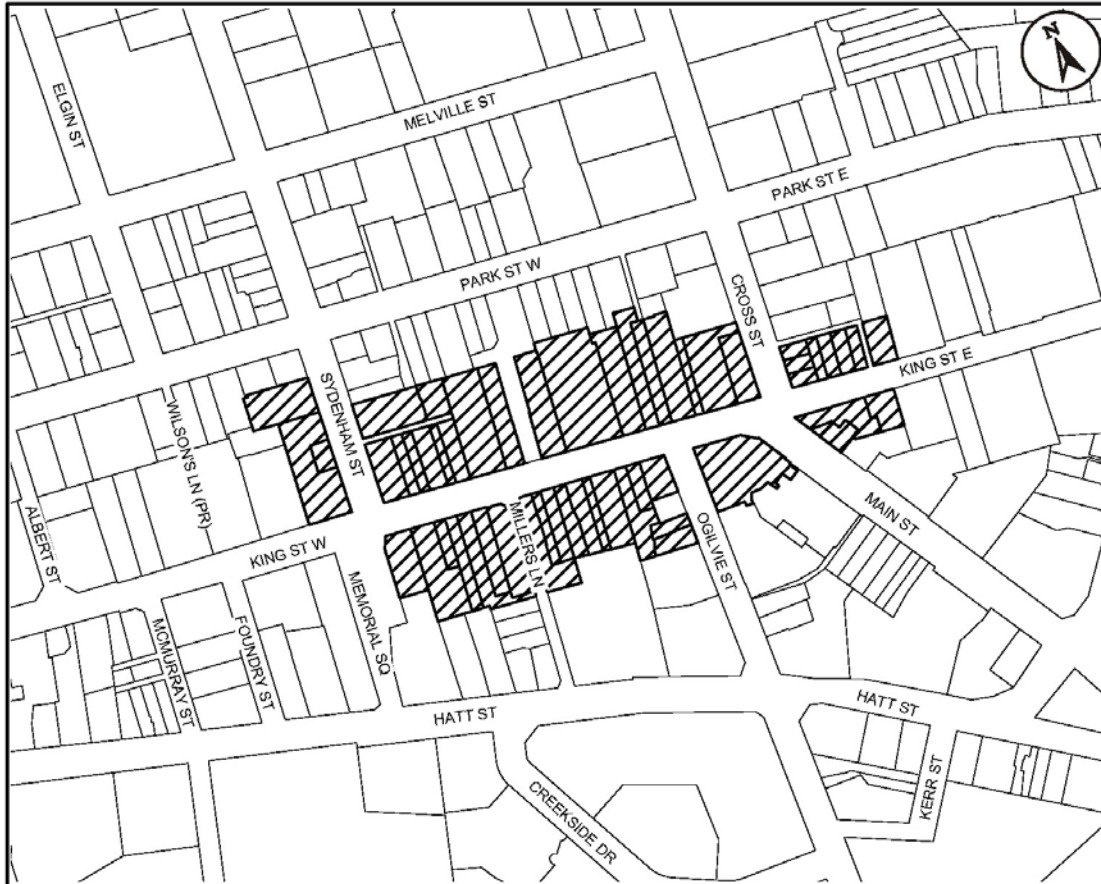 N
ELGIN ST
MELVILLE ST
PARK ST E
PARK ST W
CROSS ST
KING ST E
SYDENHAM ST
WILSON'S LN (PR)
ALBERT ST
KING ST W
MILLERS LN
OGILVIE ST
MAIN ST
MEMORIAL SQ
FOUNDRY ST
MCMURRAY ST
HATT ST
HATT ST
KERR ST
CREEKSIDE DR